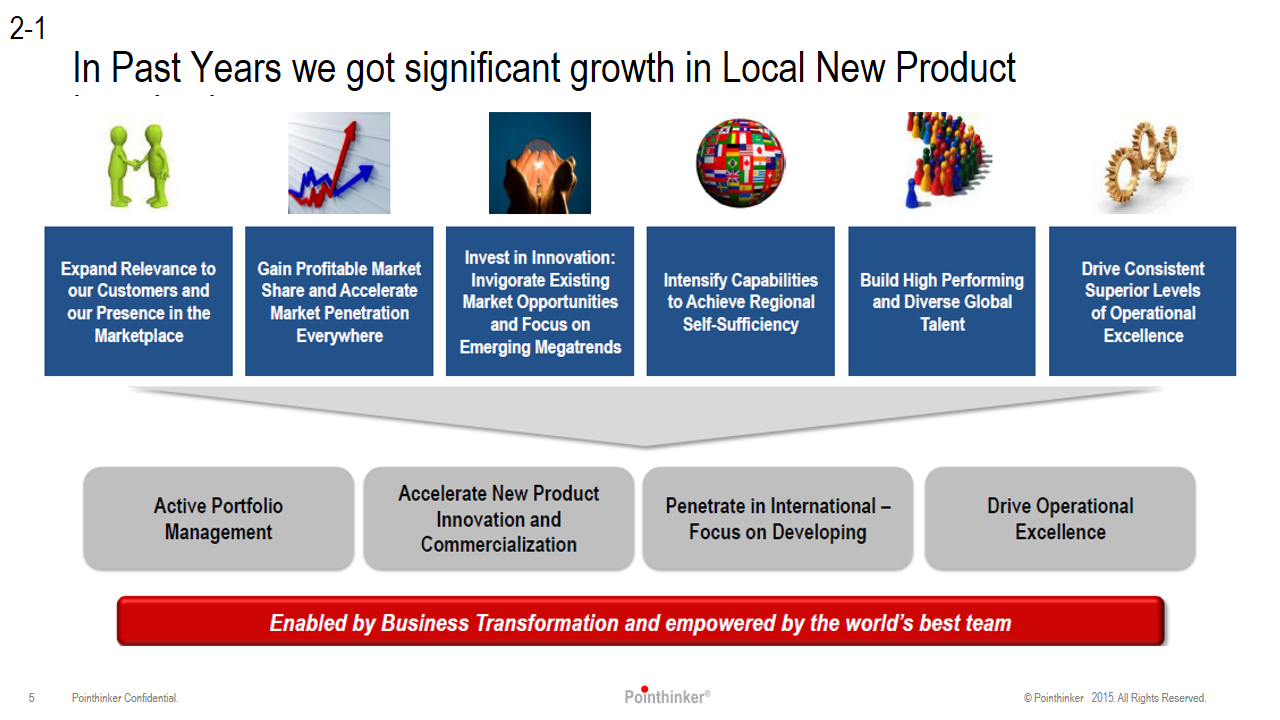 2-1
In Past Years we got significant growth in Local New Product
Expand Relevance to
our Customers and
our Presence in the
Marketplace
Gain Profitable Market
Share and Accelerate
Market Penetration
Everywhere
Invest in Innovation:
Invigorate Existing
Market Opportunities
and Focus on
Emerging Megatrends
Intensify Capabilities
to Achieve Regional
Self-Sufficiency
Build High Performing
and Diverse Global
Talent
Drive Consistent
Superior Levels
of Operational
Excellence
Active Portfolio
Management
Accelerate New Product
Innovation and
Commercialization
Penetrate in International –
Focus on Developing
Drive Operational
Excellence
Enabled by Business Transformation and empowered by the world’s best team
5
Pointhinker Confidential.
Pointhinker®
© Pointhinker 2015. All Rights Reserved.